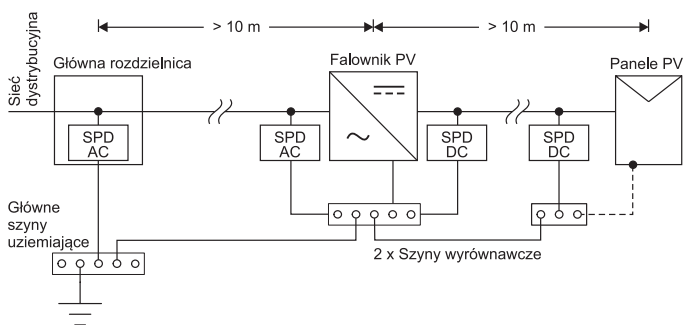 > 10 m
> 10 m
Sieć
dystrybucyjna
Główna rozdzielnica
Falownik PV
Panele PV
SPD
AC
SPD
AC
SPD
DC
SPD
DC
Główne
szyny
uziemiające
2 x Szyny wyrównawcze